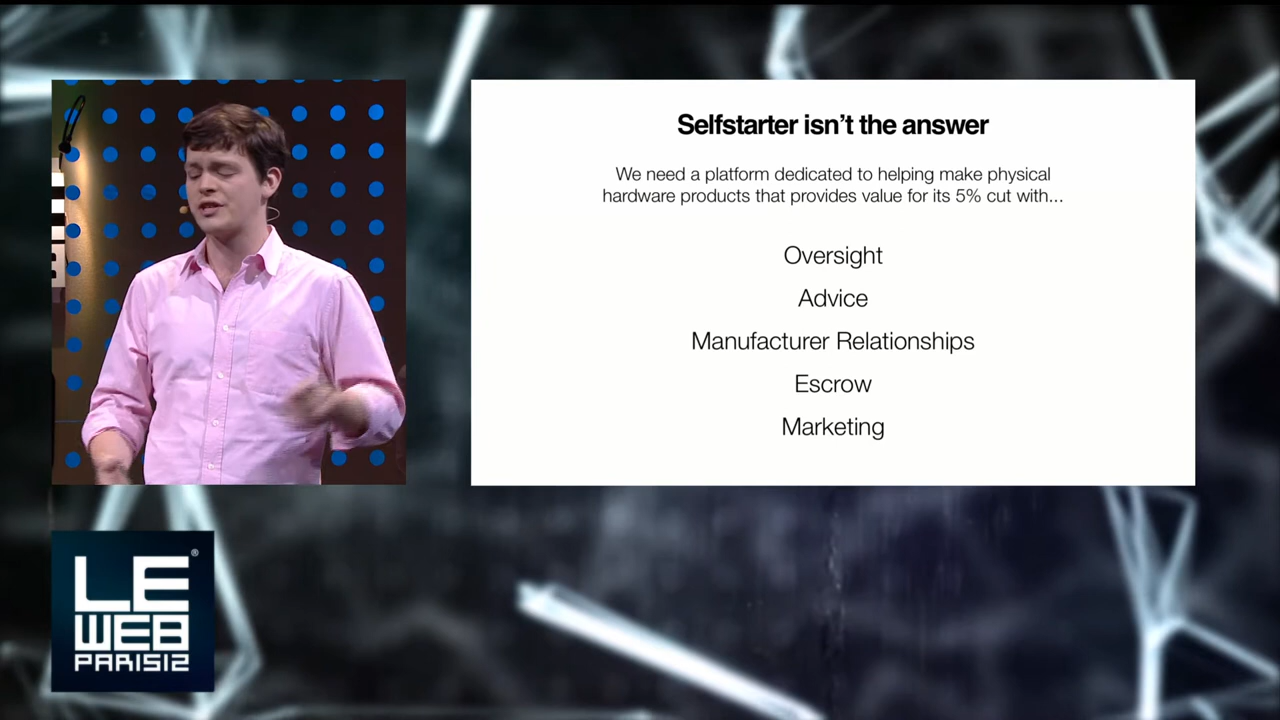 Selfstarter isn't the answer
We need a platform dedicated to helping make physical
hardware products that provides value for its 5% cut with...
Oversight
Advice
Manufacturer Relationships
Escrow
Marketing
LE
WEB
PARIS12